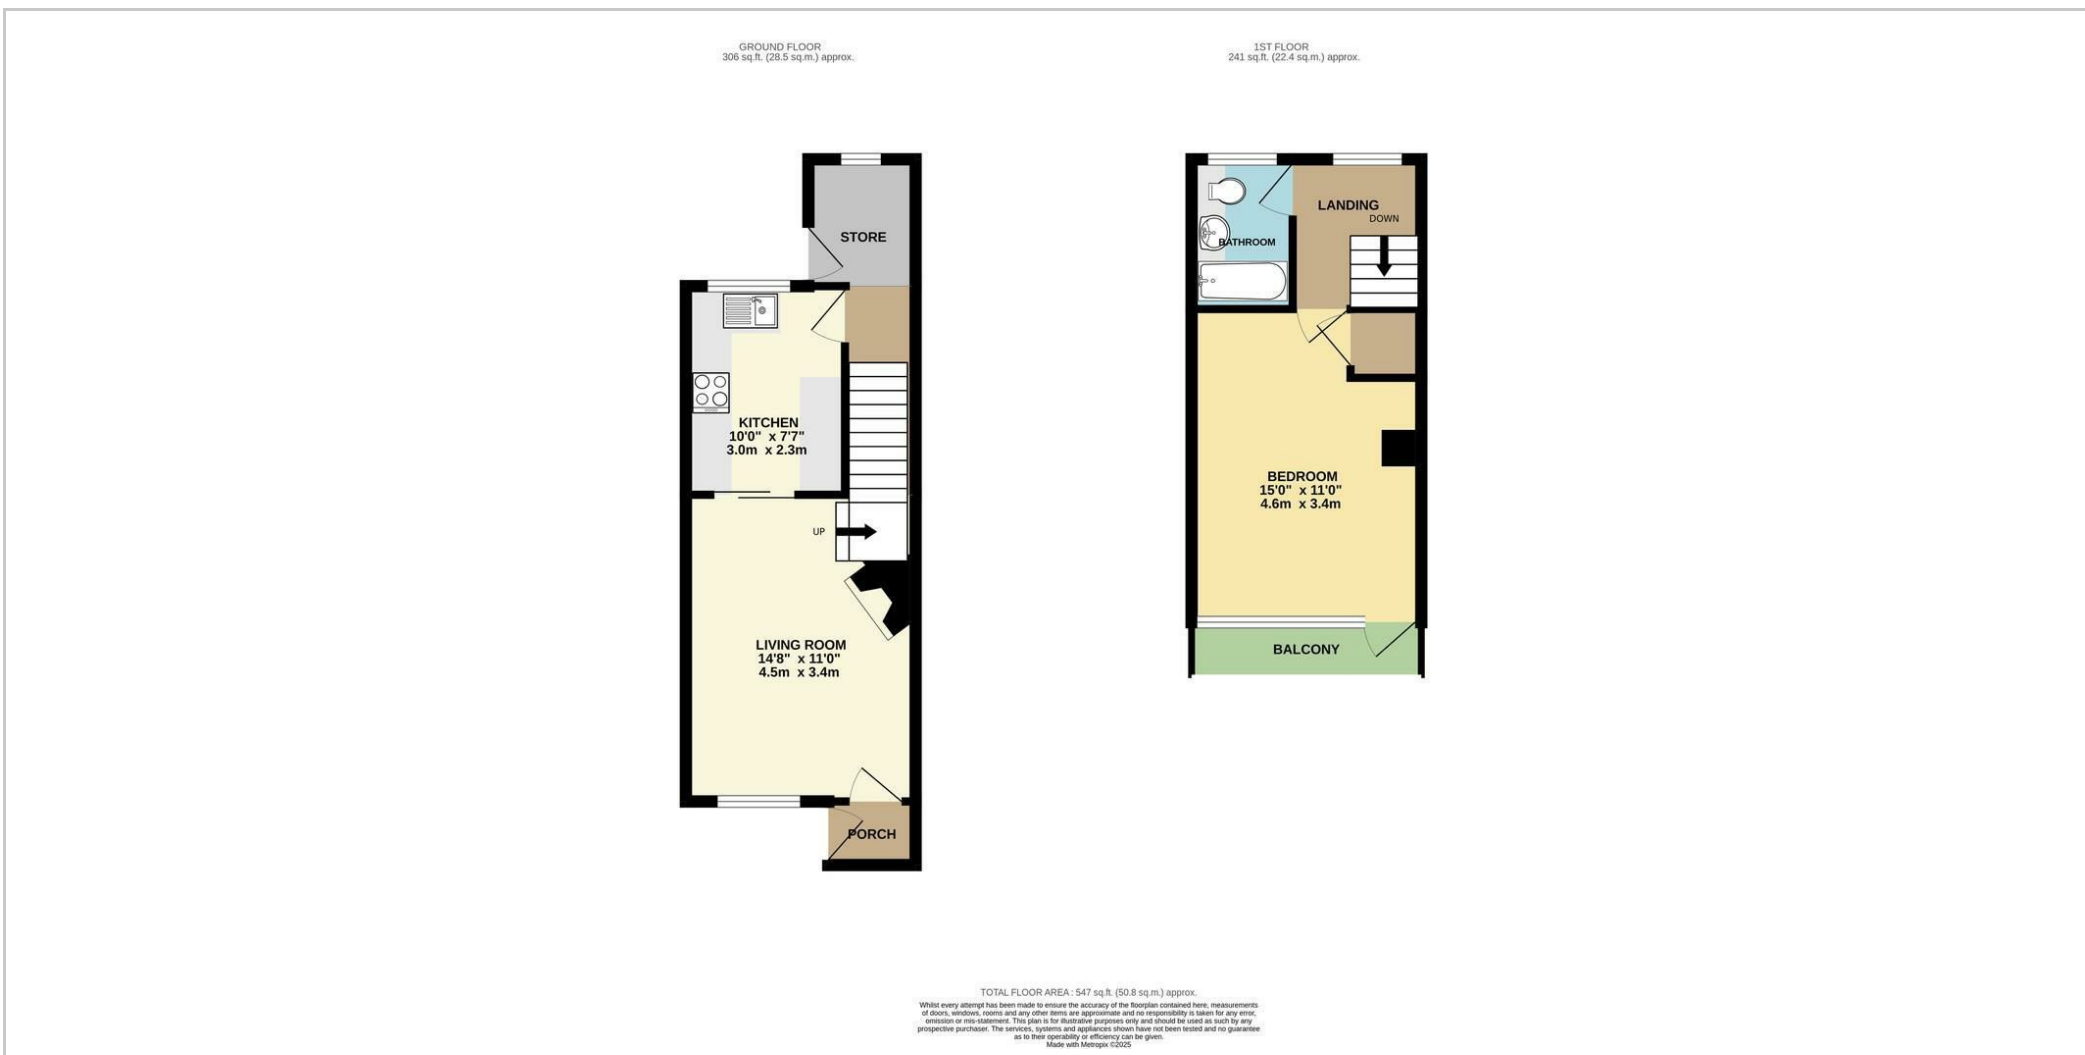 GROUND FLOOR
306 sq.ft. (28.5 sq.m.) approx.
1ST FLOOR
241 sq.ft. (22.4 sq.m.) approx.
STORE
KITCHEN
10'0" x 7'7"
3.0m x 2.3m
UP
LIVING ROOM
14'8" x 11'0"
4.5m x 3.4m
PORCH
LANDING
DOWN
BATHROOM
BEDROOM
15'0" x 11'0"
4.6m x 3.4m
BALCONY
TOTAL FLOOR AREA : 547 sq.ft. (50.8 sq.m.) approx.
Whilst every attempt has been made to ensure the accuracy of the floorplan contained here, measurements
of doors, windows, rooms and any other items are approximate and no responsibility is taken for any error,
omission or mis-statement. This plan is for illustrative purposes only and should be used as such by any
prospective purchaser. The services, systems and appliances shown have not been tested and no guarantee
as to their operability or efficiency can be given.
Made with Metropix ©2025